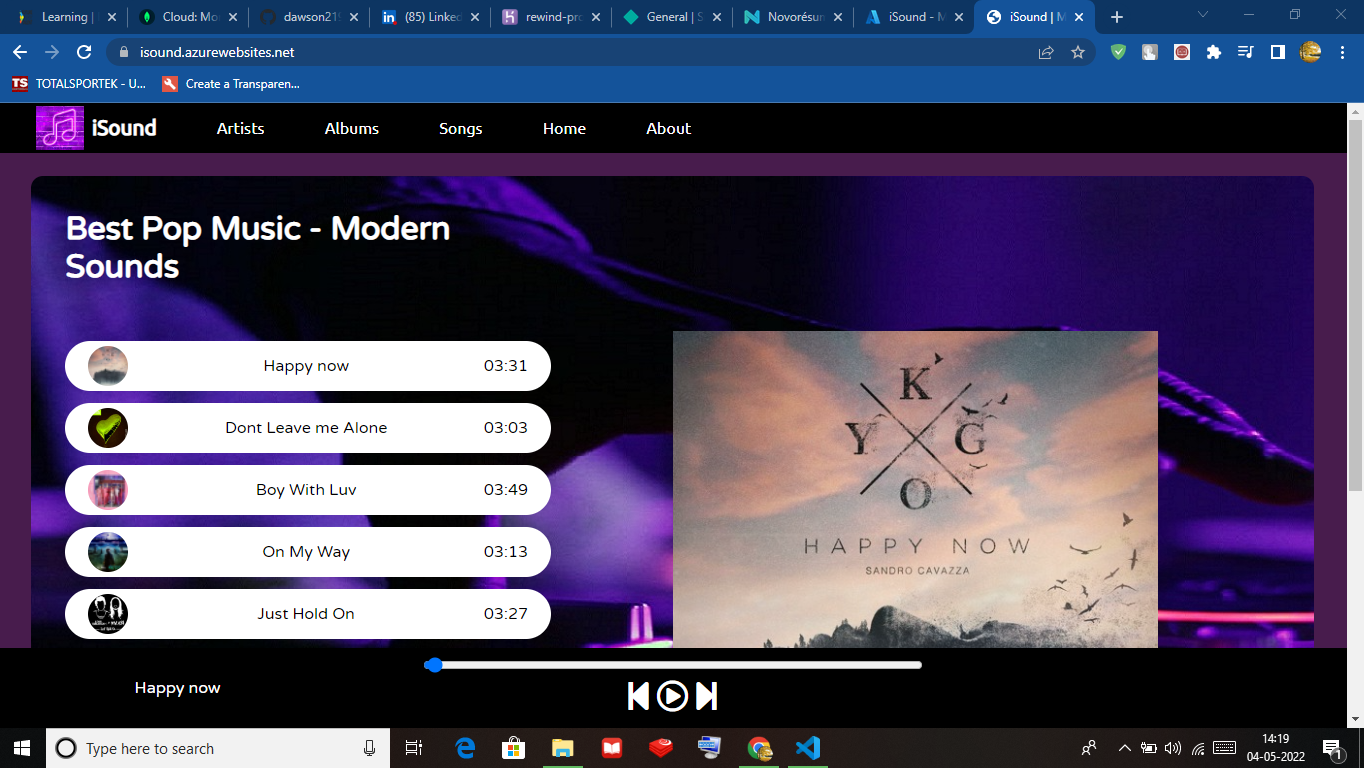 Learning |
Cloud: Mo
dawson219
(85) Linked
rewind-pro
General | S
Novorésum
iSound - M
iSound | M
isound.azurewebsites.net
TS TOTALSPORTEK - U...
Create a Transparen...
iSound
Artists
Albums
Songs
Home
About
Best Pop Music - Modern
Sounds
Happy now 03:31
Dont Leave me Alone 03:03
Boy With Luv 03:49
On My Way 03:13
Just Hold On 03:27
K
Y G
O
HAPPY NOW
SANDRO CAVAZZA
Happy now
Type here to search
14:19
04-05-2022
1